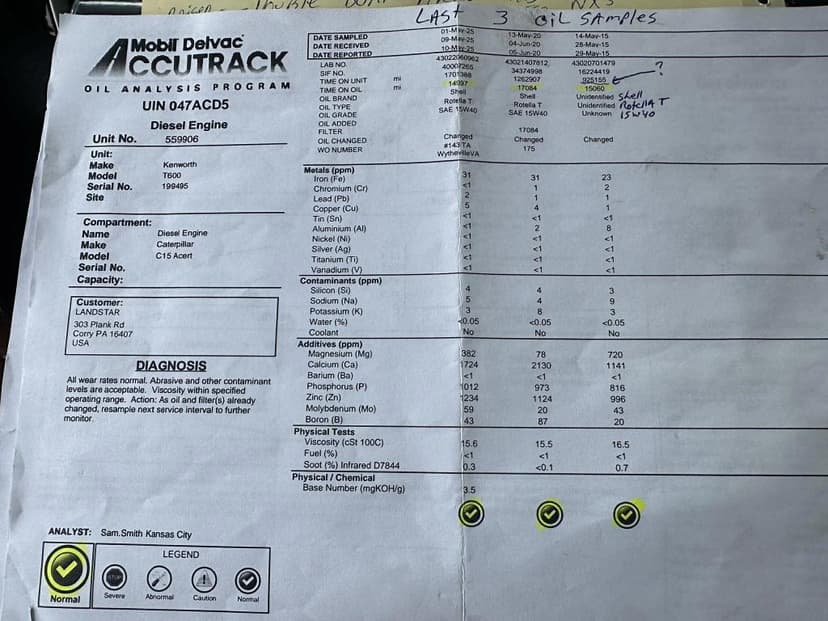 LAST 3 OIL SAMPLES
Mobil Delvac
ACCUTRACK
OIL ANALYSIS PROGRAM
UIN 047ACD5
Diesel Engine
Unit No. 559906
Unit:
Make Kenworth
Model T600
Serial No. 199495
Site
Compartment:
Name Diesel Engine
Make Caterpillar
Model C15 Acert
Serial No.
Capacity:
Customer:
LANDSTAR
303 Plank Rd
Corry PA 16407
USA
DIAGNOSIS
All wear rates normal. Abrasive and other contaminant
levels are acceptable. Viscosity within specified
operating range. Action: As oil and filter(s) already
changed, resample next service interval to further
monitor.
ANALYST: Sam.Smith Kansas City
LEGEND
Normal Severe Abnormal Caution Normal
DATE SAMPLED 01-May-25 13-May-20 14-May-15
DATE RECEIVED 09-May-25 04-Jun-20 28-May-15
DATE REPORTED 10-May-25 05-Jun-20 29-May-15
LAB NO. 43022060962 43021407812 43020701479
SIF NO. 40007265 34374998 16224419
TIME ON UNIT mi 1701388 1262907 925155 ?
TIME ON OIL mi 14997 17084 15060
OIL BRAND Shell Shell Unidentified Shell
OIL TYPE Rotella T Rotella T Unidentified Rotella T
OIL GRADE SAE 15W40 SAE 15W40 Unknown 15W40
OIL ADDED
FILTER 17084
OIL CHANGED Changed Changed Changed
WO NUMBER #143 TA 175
WythevilleVA
Metals (ppm)
Iron (Fe) 31 31 23
Chromium (Cr) <1 1 2
Lead (Pb) 2 1 1
Copper (Cu) 5 4 1
Tin (Sn) <1 <1 <1
Aluminium (Al) <1 2 8
Nickel (Ni) <1 <1 <1
Silver (Ag) <1 <1 <1
Titanium (Ti) <1 <1 <1
Vanadium (V) <1 <1 <1
Contaminants (ppm)
Silicon (Si) 4 4 3
Sodium (Na) 5 4 9
Potassium (K) 3 8 3
Water (%) <0.05 <0.05 <0.05
Coolant No No No
Additives (ppm)
Magnesium (Mg) 382 78 720
Calcium (Ca) 1724 2130 1141
Barium (Ba) <1 <1 <1
Phosphorus (P) 1012 973 816
Zinc (Zn) 1234 1124 996
Molybdenum (Mo) 59 20 43
Boron (B) 43 87 20
Physical Tests
Viscosity (cSt 100C) 15.6 15.5 16.5
Fuel (%) <1 <1 <1
Soot (%) Infrared D7844 0.3 <0.1 0.7
Physical / Chemical
Base Number (mgKOH/g) 3.5